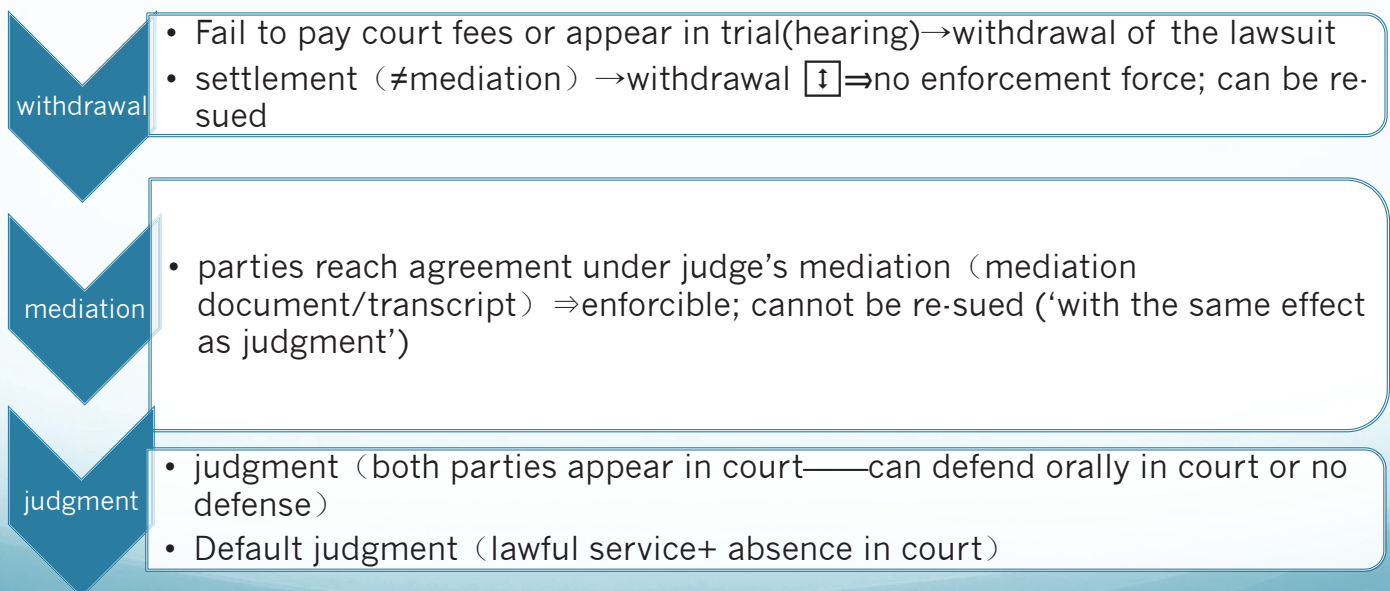 • Fail to pay court fees or appear in trial(hearing)→withdrawal of the lawsuit
withdrawal
• settlement（≠mediation）→withdrawal ↕⇒no enforcement force; can be re-
sued
• parties reach agreement under judge’s mediation（mediation
mediation
document/transcript）⇒enforcible; cannot be re-sued (‘with the same effect
as judgment’)
• judgment（both parties appear in court——can defend orally in court or no
judgment
defense）
• Default judgment（lawful service+ absence in court）